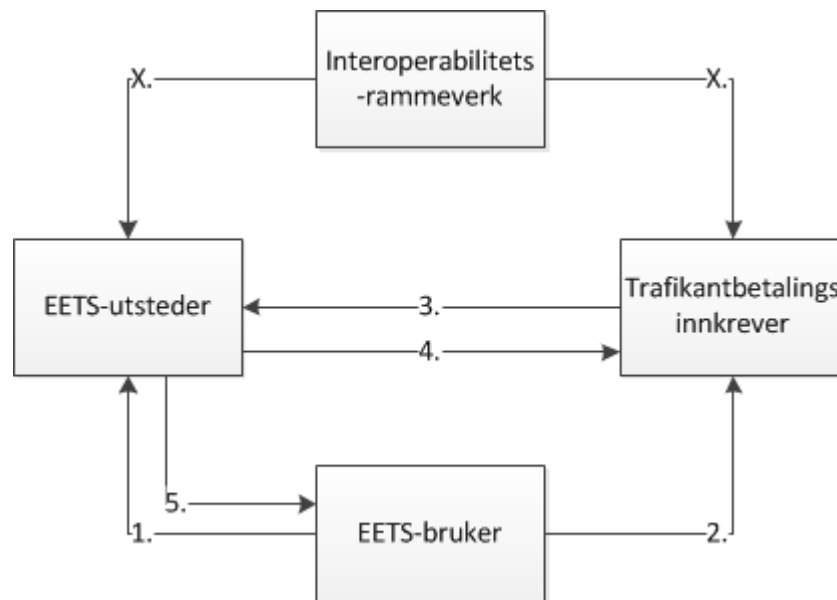 Interoperabilitets
-rammeverk
X.
X.
EETS-utsteder
Trafikantbetalings
innkrever
3.
4.
5.
1.
EETS-bruker
2.